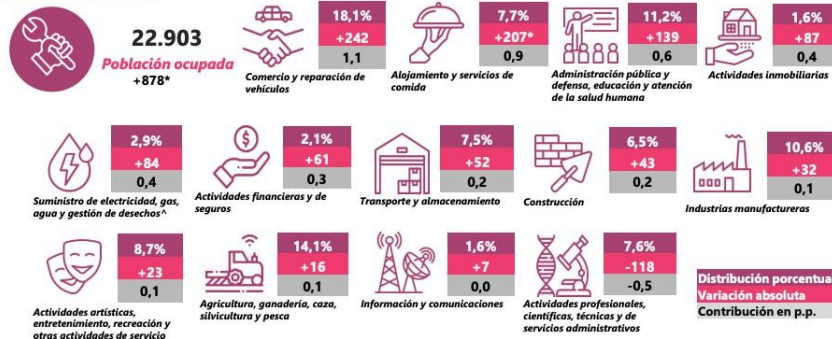 22.903
Población ocupada
+878*
18,1%
+242
1,1
Comercio y reparación de
vehículos
7,7%
+207*
0,9
Alojamiento y servicios de
comida
11,2%
+139
0,6
Administración pública y
defensa, educación y atención
de la salud humana
1,6%
+87
0,4
Actividades inmobiliarias
2,9%
+84
0,4
Suministro de electricidad, gas,
agua y gestión de desechos^
$
2,1%
+61
0,3
Actividades financieras y de
seguros
7,5%
+52
0,2
Transporte y almacenamiento
6,5%
+43
0,2
Construcción
10,6%
+32
0,1
Industrias manufactureras
8,7%
+23
0,1
Actividades artísticas,
entretenimiento, recreación y
otras actividades de servicio
14,1%
+16
0,1
Agricultura, ganadería, caza,
silvicultura y pesca
1,6%
+7
0,0
Información y comunicaciones
7,6%
-118
-0,5
Actividades profesionales,
científicas, técnicas y de
servicios administrativos
Distribución porcentua
Variación absoluta
Contribución en p.p.